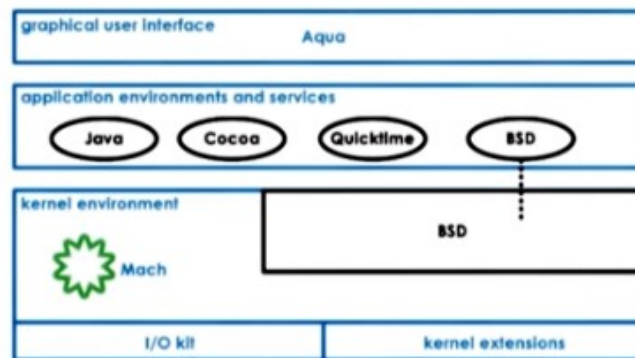 graphical user interface
Aqua
application environments and services
Java
Cocoa
Quicktime
BSD
kernel environment
BSD
Mach
I/O kit
kernel extensions